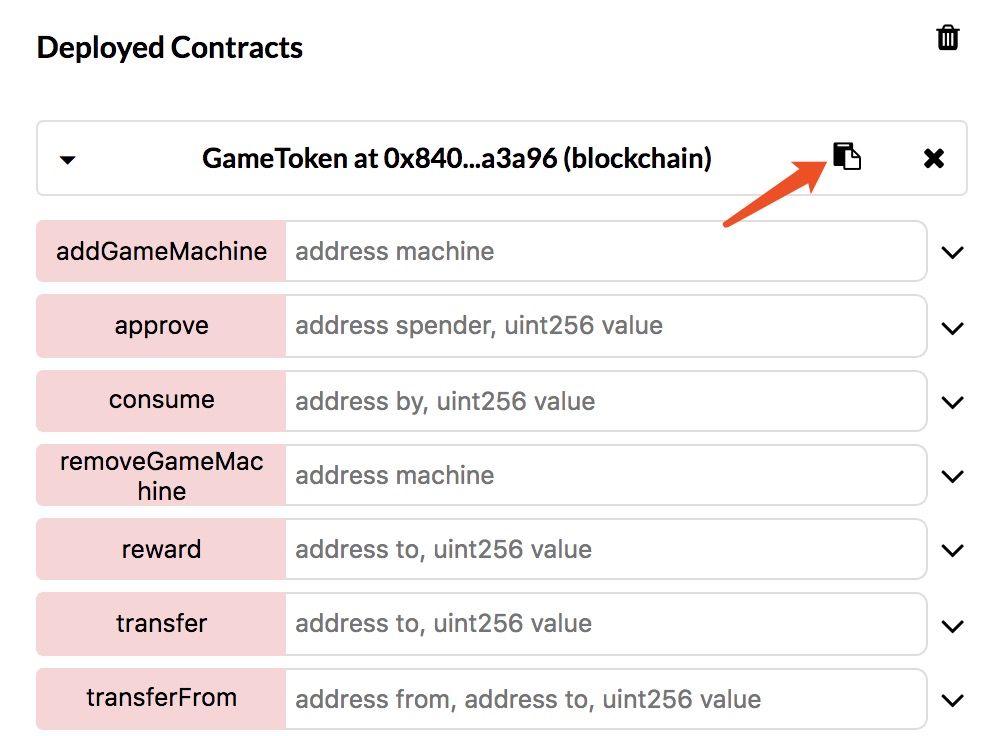 Deployed Contracts
GameToken at 0x840...a3a96 (blockchain)
addGameMachine address machine
approve address spender, uint256 value
consume address by, uint256 value
removeGameMac
hine address machine
reward address to, uint256 value
transfer address to, uint256 value
transferFrom address from, address to, uint256 value